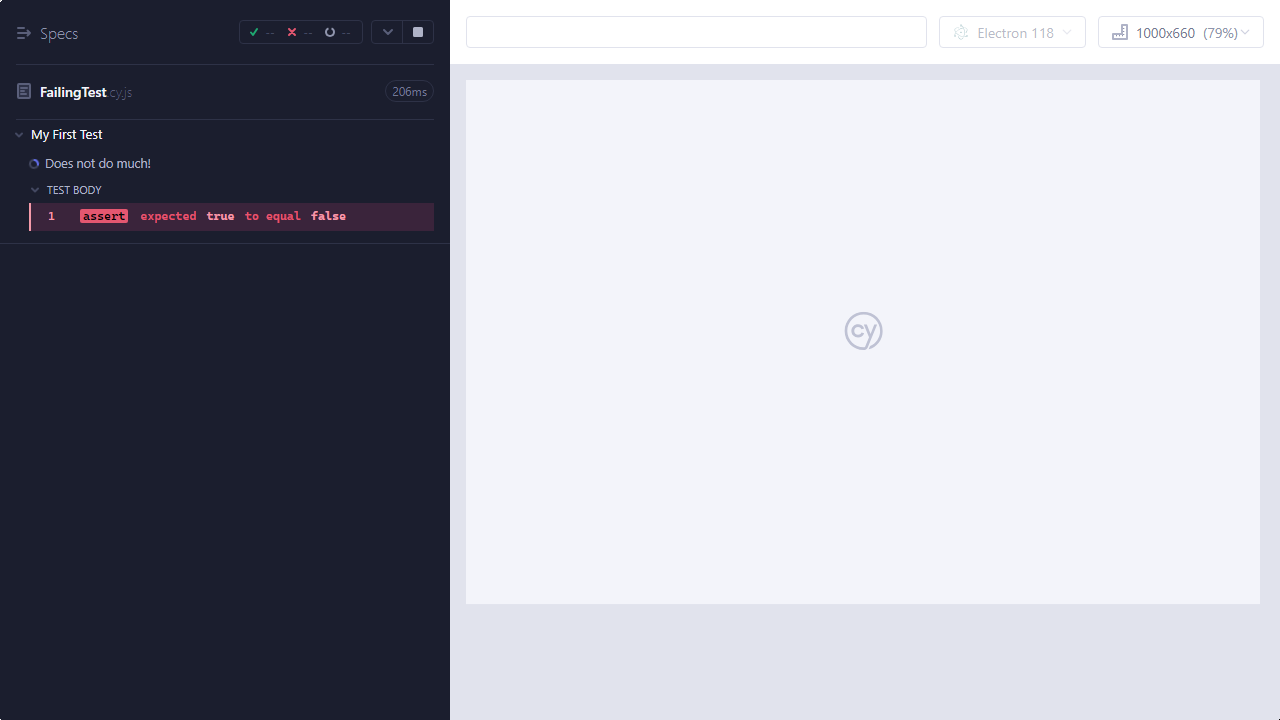 Specs
-- -- --
FailingTest.cy.js 206ms
My First Test
Does not do much!
TEST BODY
1 assert expected true to equal false
Electron 118
1000x660 (79%)
cy